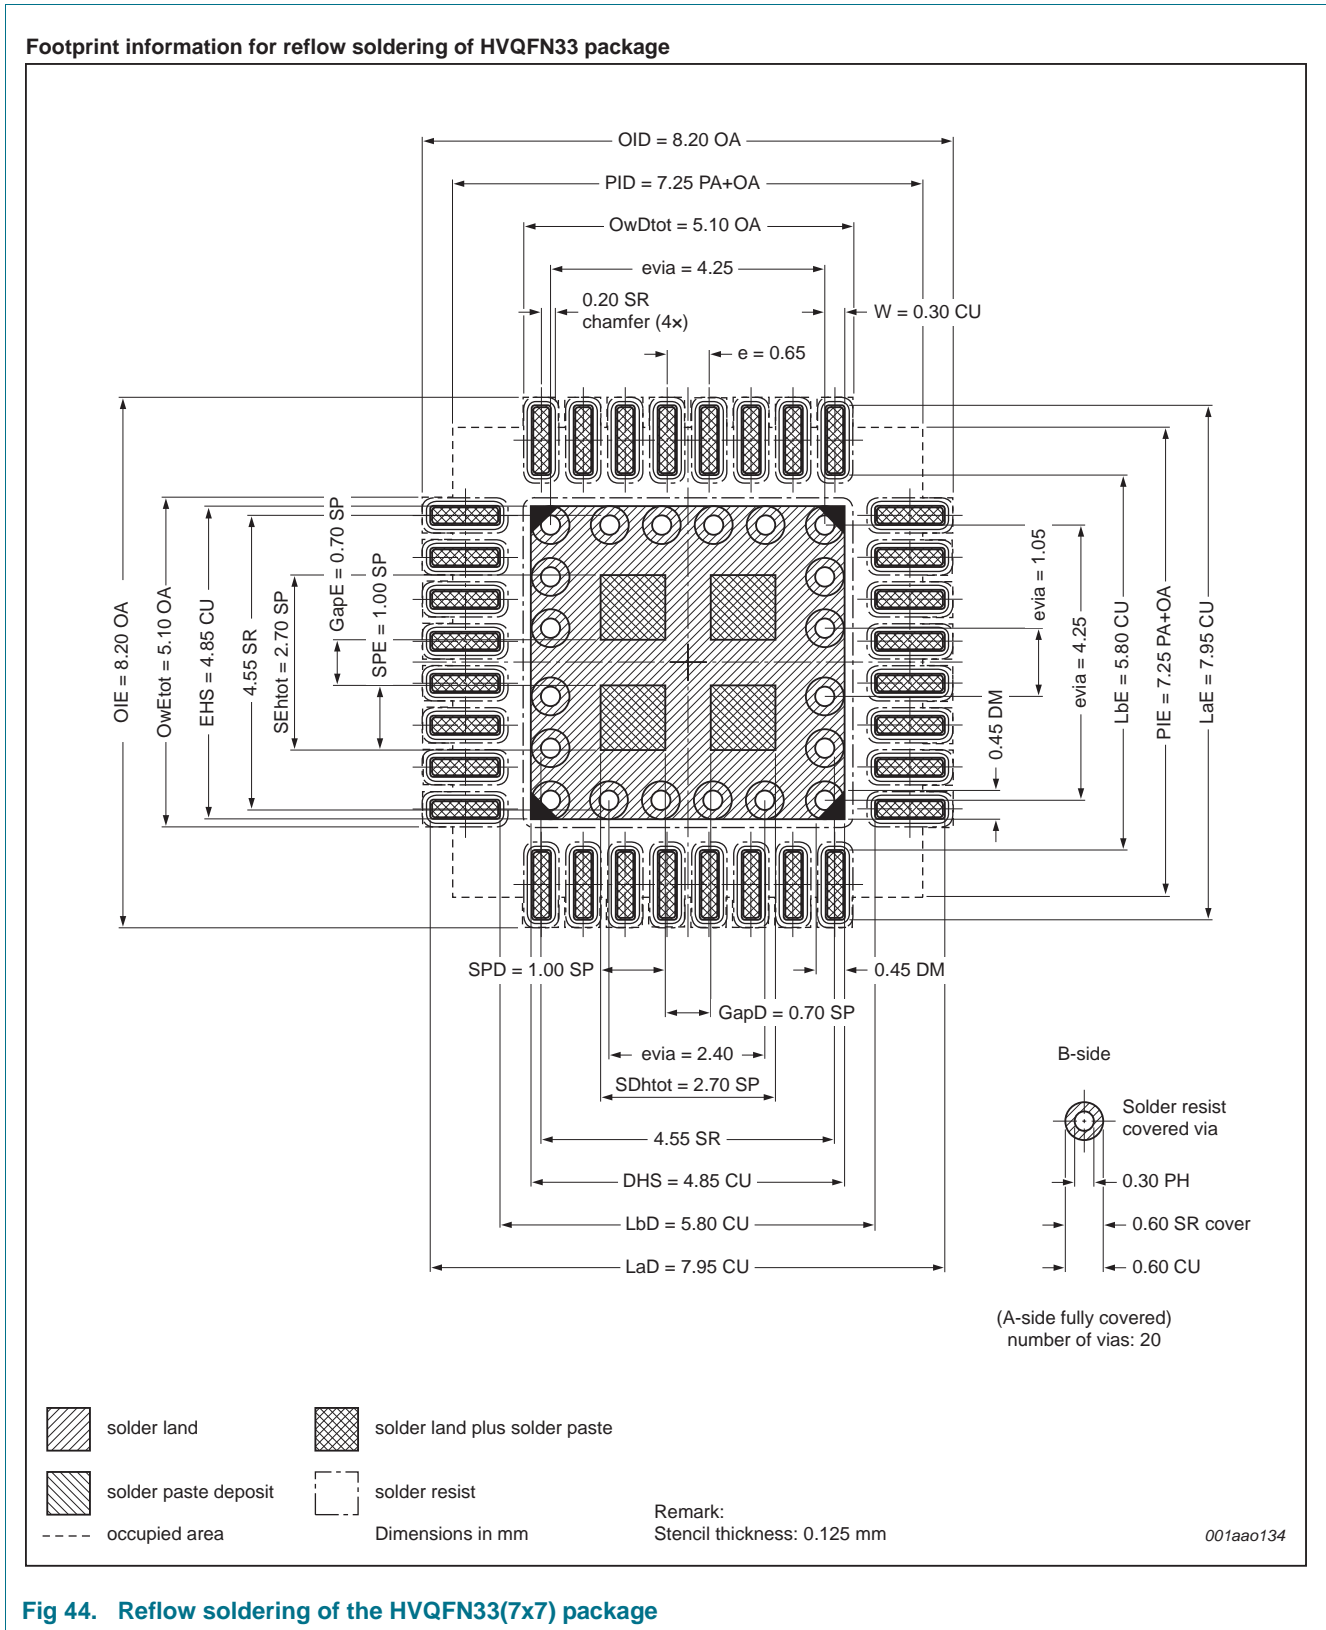 Footprint information for reflow soldering of HVQFN33 package
OID = 8.20 OA
PID = 7.25 PA+OA
OwDtot = 5.10 OA
evia = 4.25
0.20 SR
chamfer (4×)
W = 0.30 CU
e = 0.65
OIE = 8.20 OA
OwEtot = 5.10 OA
EHS = 4.85 CU
4.55 SR
SEhtot = 2.70 SP
GapE = 0.70 SP
SPE = 1.00 SP
evia = 1.05
0.45 DM
evia = 4.25
LbE = 5.80 CU
PIE = 7.25 PA+OA
LaE = 7.95 CU
SPD = 1.00 SP
0.45 DM
GapD = 0.70 SP
evia = 2.40
SDhtot = 2.70 SP
4.55 SR
DHS = 4.85 CU
LbD = 5.80 CU
LaD = 7.95 CU
B-side
Solder resist
covered via
0.30 PH
0.60 SR cover
0.60 CU
(A-side fully covered)
number of vias: 20
solder land
solder land plus solder paste
solder paste deposit
solder resist
occupied area
Dimensions in mm
Remark:
Stencil thickness: 0.125 mm
001aao134
Fig 44. Reflow soldering of the HVQFN33(7x7) package